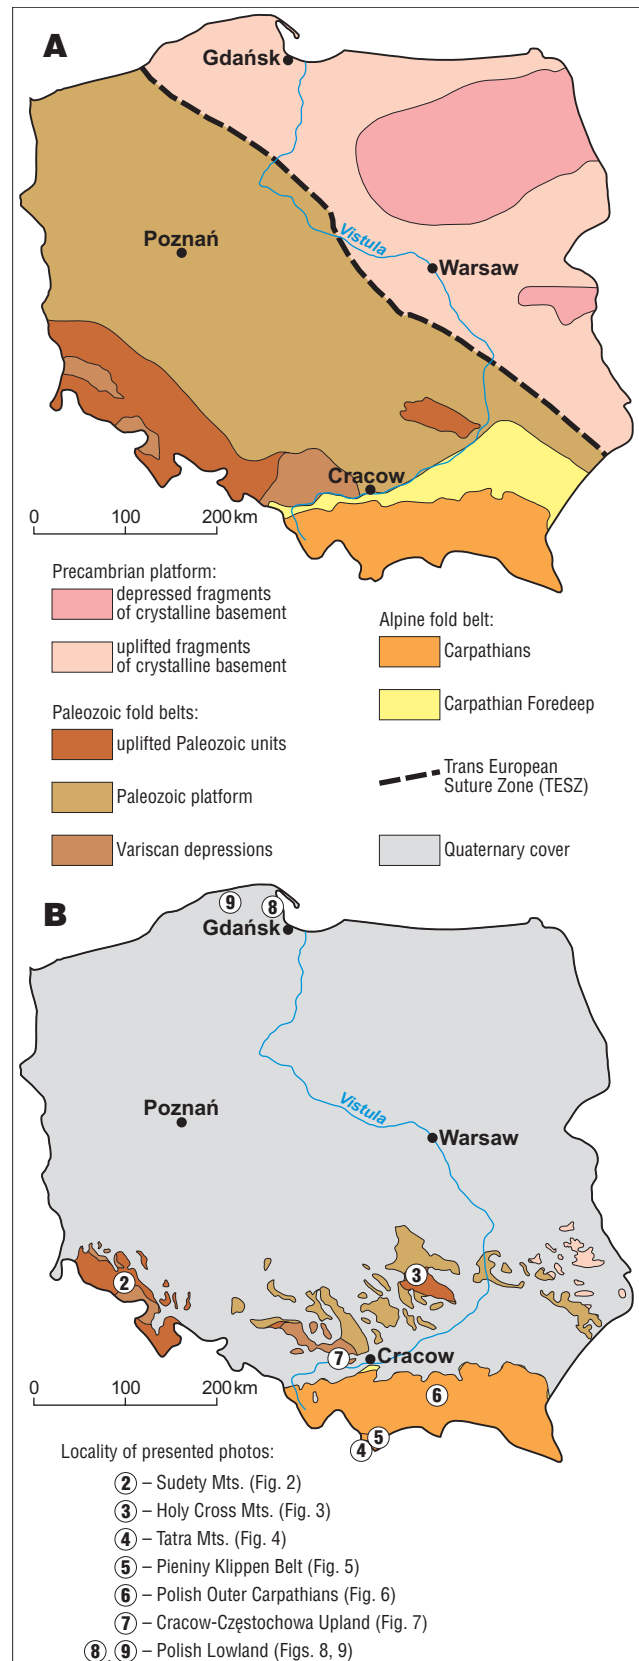 A
Gdańsk
Poznań
Vistula
Warsaw
Cracow
0 100 200 km
Precambrian platform:
depressed fragments
of crystalline basement
uplifted fragments
of crystalline basement
Paleozoic fold belts:
uplifted Paleozoic units
Paleozoic platform
Variscan depressions
Alpine fold belt:
Carpathians
Carpathian Foredeep
Trans European
Suture Zone (TESZ)
Quaternary cover
B
9
8
Gdańsk
Poznań
Vistula
Warsaw
2
3
7
Cracow
6
5
4
0 100 200 km
Locality of presented photos:
2 – Sudety Mts. (Fig. 2)
3 – Holy Cross Mts. (Fig. 3)
4 – Tatra Mts. (Fig. 4)
5 – Pieniny Klippen Belt (Fig. 5)
6 – Polish Outer Carpathians (Fig. 6)
7 – Cracow-Częstochowa Upland (Fig. 7)
8, 9 – Polish Lowland (Figs. 8, 9)